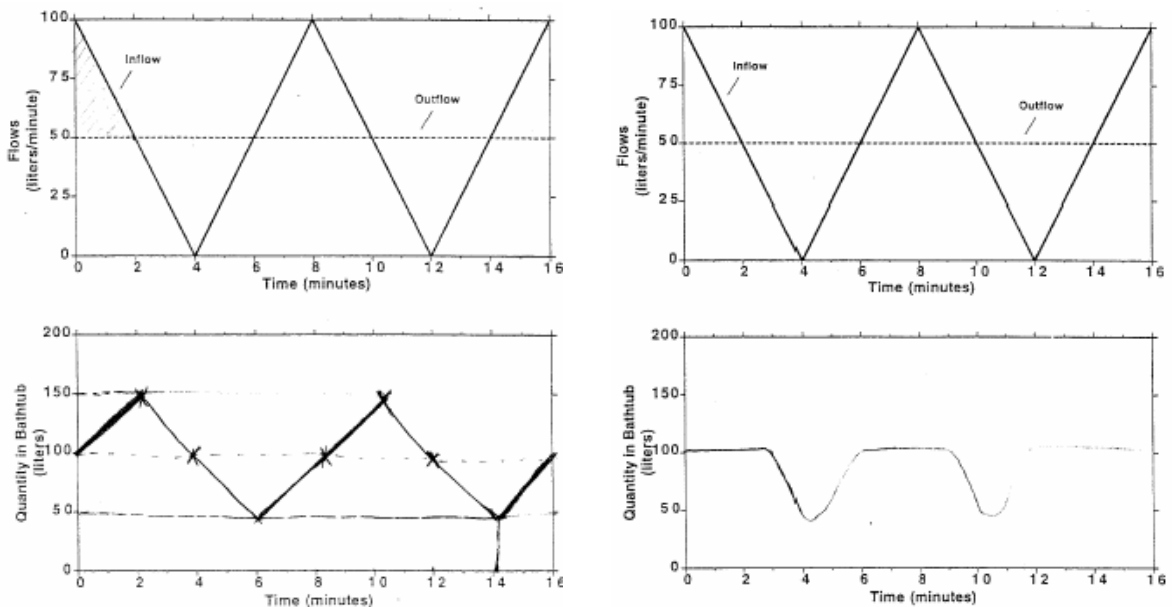 100
75
50
25
0
Flows
(liters/minute)
Inflow
Outflow
0 2 4 6 8 10 12 14 16
Time (minutes)
100
75
50
25
0
Flows
(liters/minute)
Inflow
Outflow
0 2 4 6 8 10 12 14 16
Time (minutes)
200
150
100
50
0
Quantity in Bathtub
(liters)
0 2 4 6 8 10 12 14 16
Time (minutes)
200
150
100
50
0
Quantity in Bathtub
(liters)
0 2 4 6 8 10 12 14 16
Time (minutes)